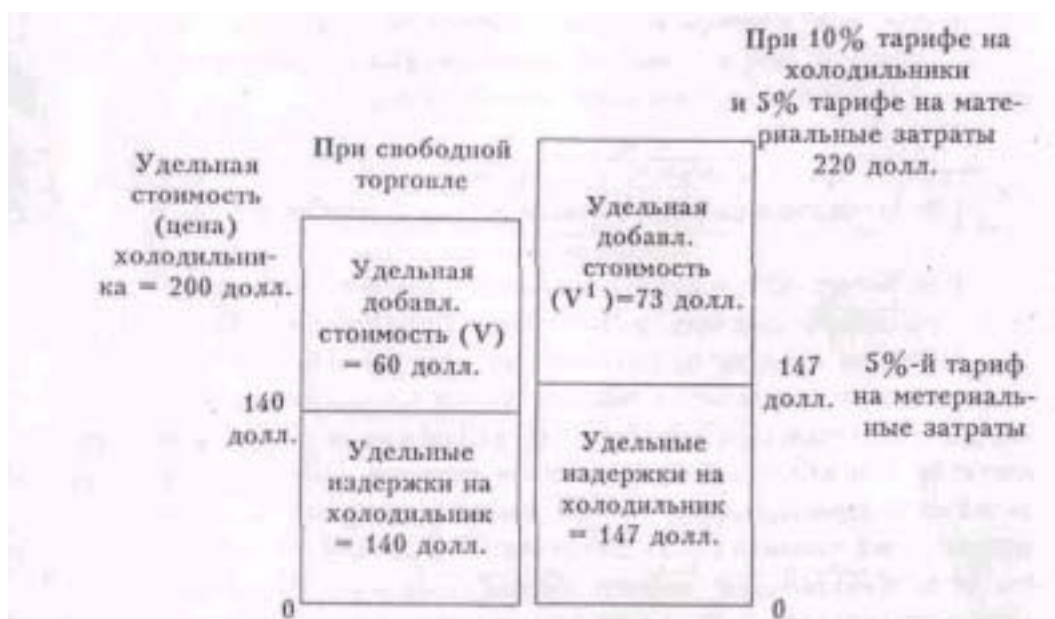 При 10% тарифе на
холодильники
и 5% тарифе на мате-
риальные затраты
220 долл.
Удельная
стоимость
(цена)
холодильни-
ка = 200 долл.
При свободной
торговле
Удельная
добавл.
стоимость (V)
= 60 долл.
140
долл.
Удельные
издержки на
холодильник
= 140 долл.
0
Удельная
добавл.
стоимость
(V¹)=73 долл.
Удельные
издержки на
холодильник
= 147 долл.
147
долл.
5%-й тариф
на метериаль-
ные затраты
0